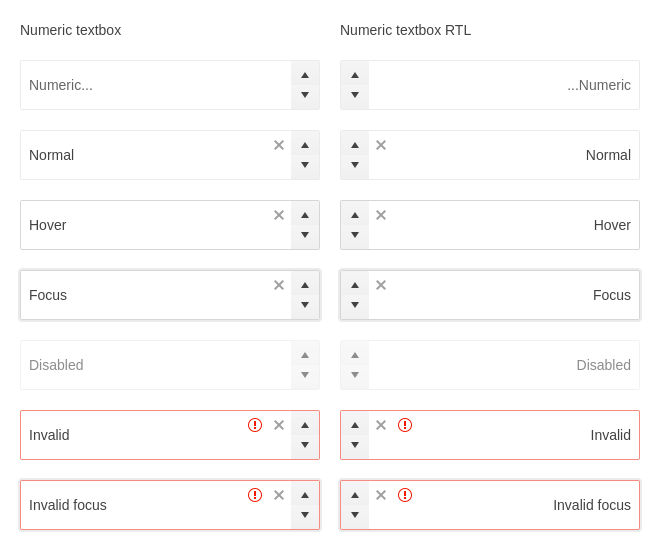 Numeric textbox
Numeric textbox RTL
Numeric...
...Numeric
Normal
Normal
Hover
Hover
Focus
Focus
Disabled
Disabled
Invalid
Invalid
Invalid focus
Invalid focus